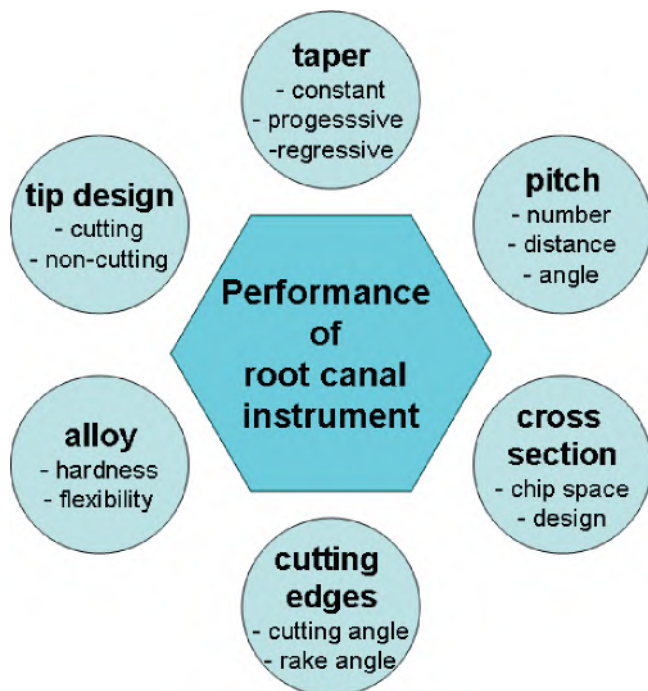 taper
- constant
- progesssive
-regressive
tip design
- cutting
- non-cutting
pitch
- number
- distance
- angle
Performance
of
root canal
instrument
alloy
- hardness
- flexibility
cross
section
- chip space
- design
cutting
edges
- cutting angle
- rake angle